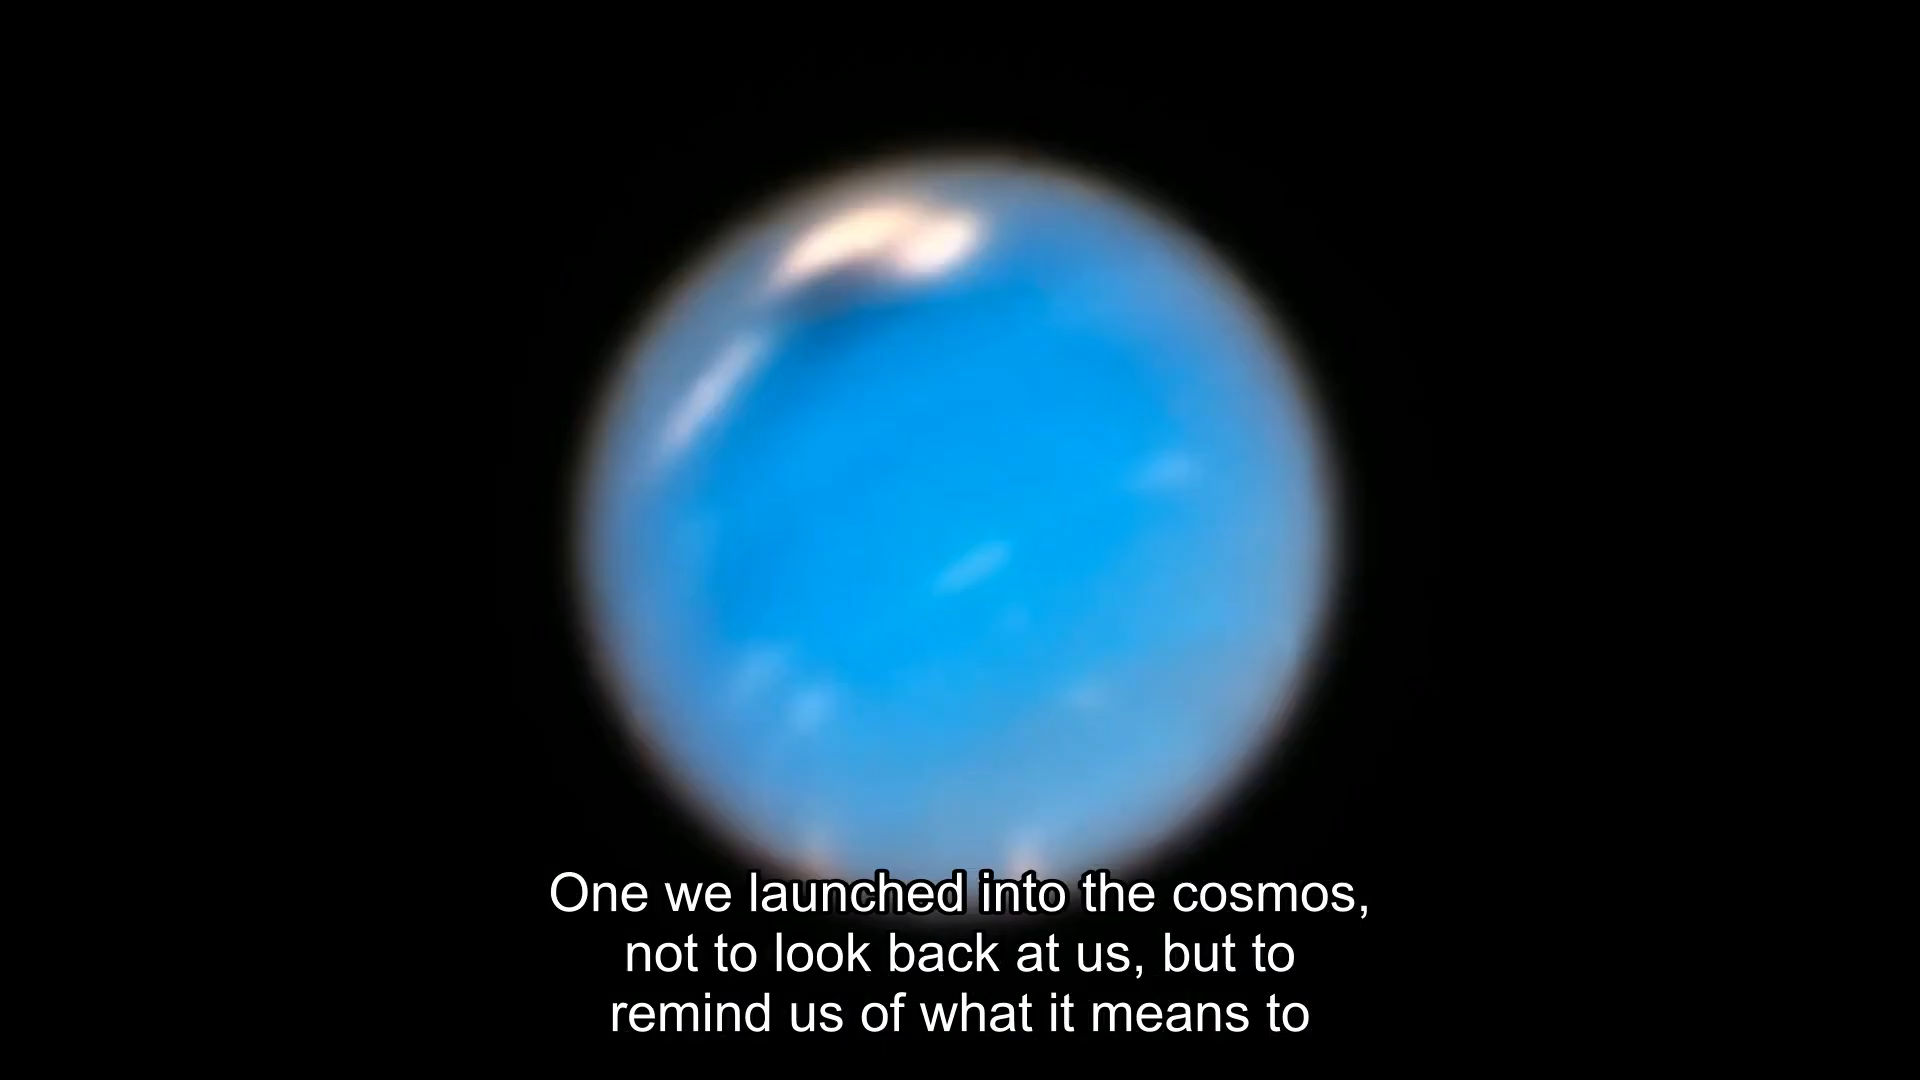 One we launched into the cosmos,
not to look back at us, but to
remind us of what it means to